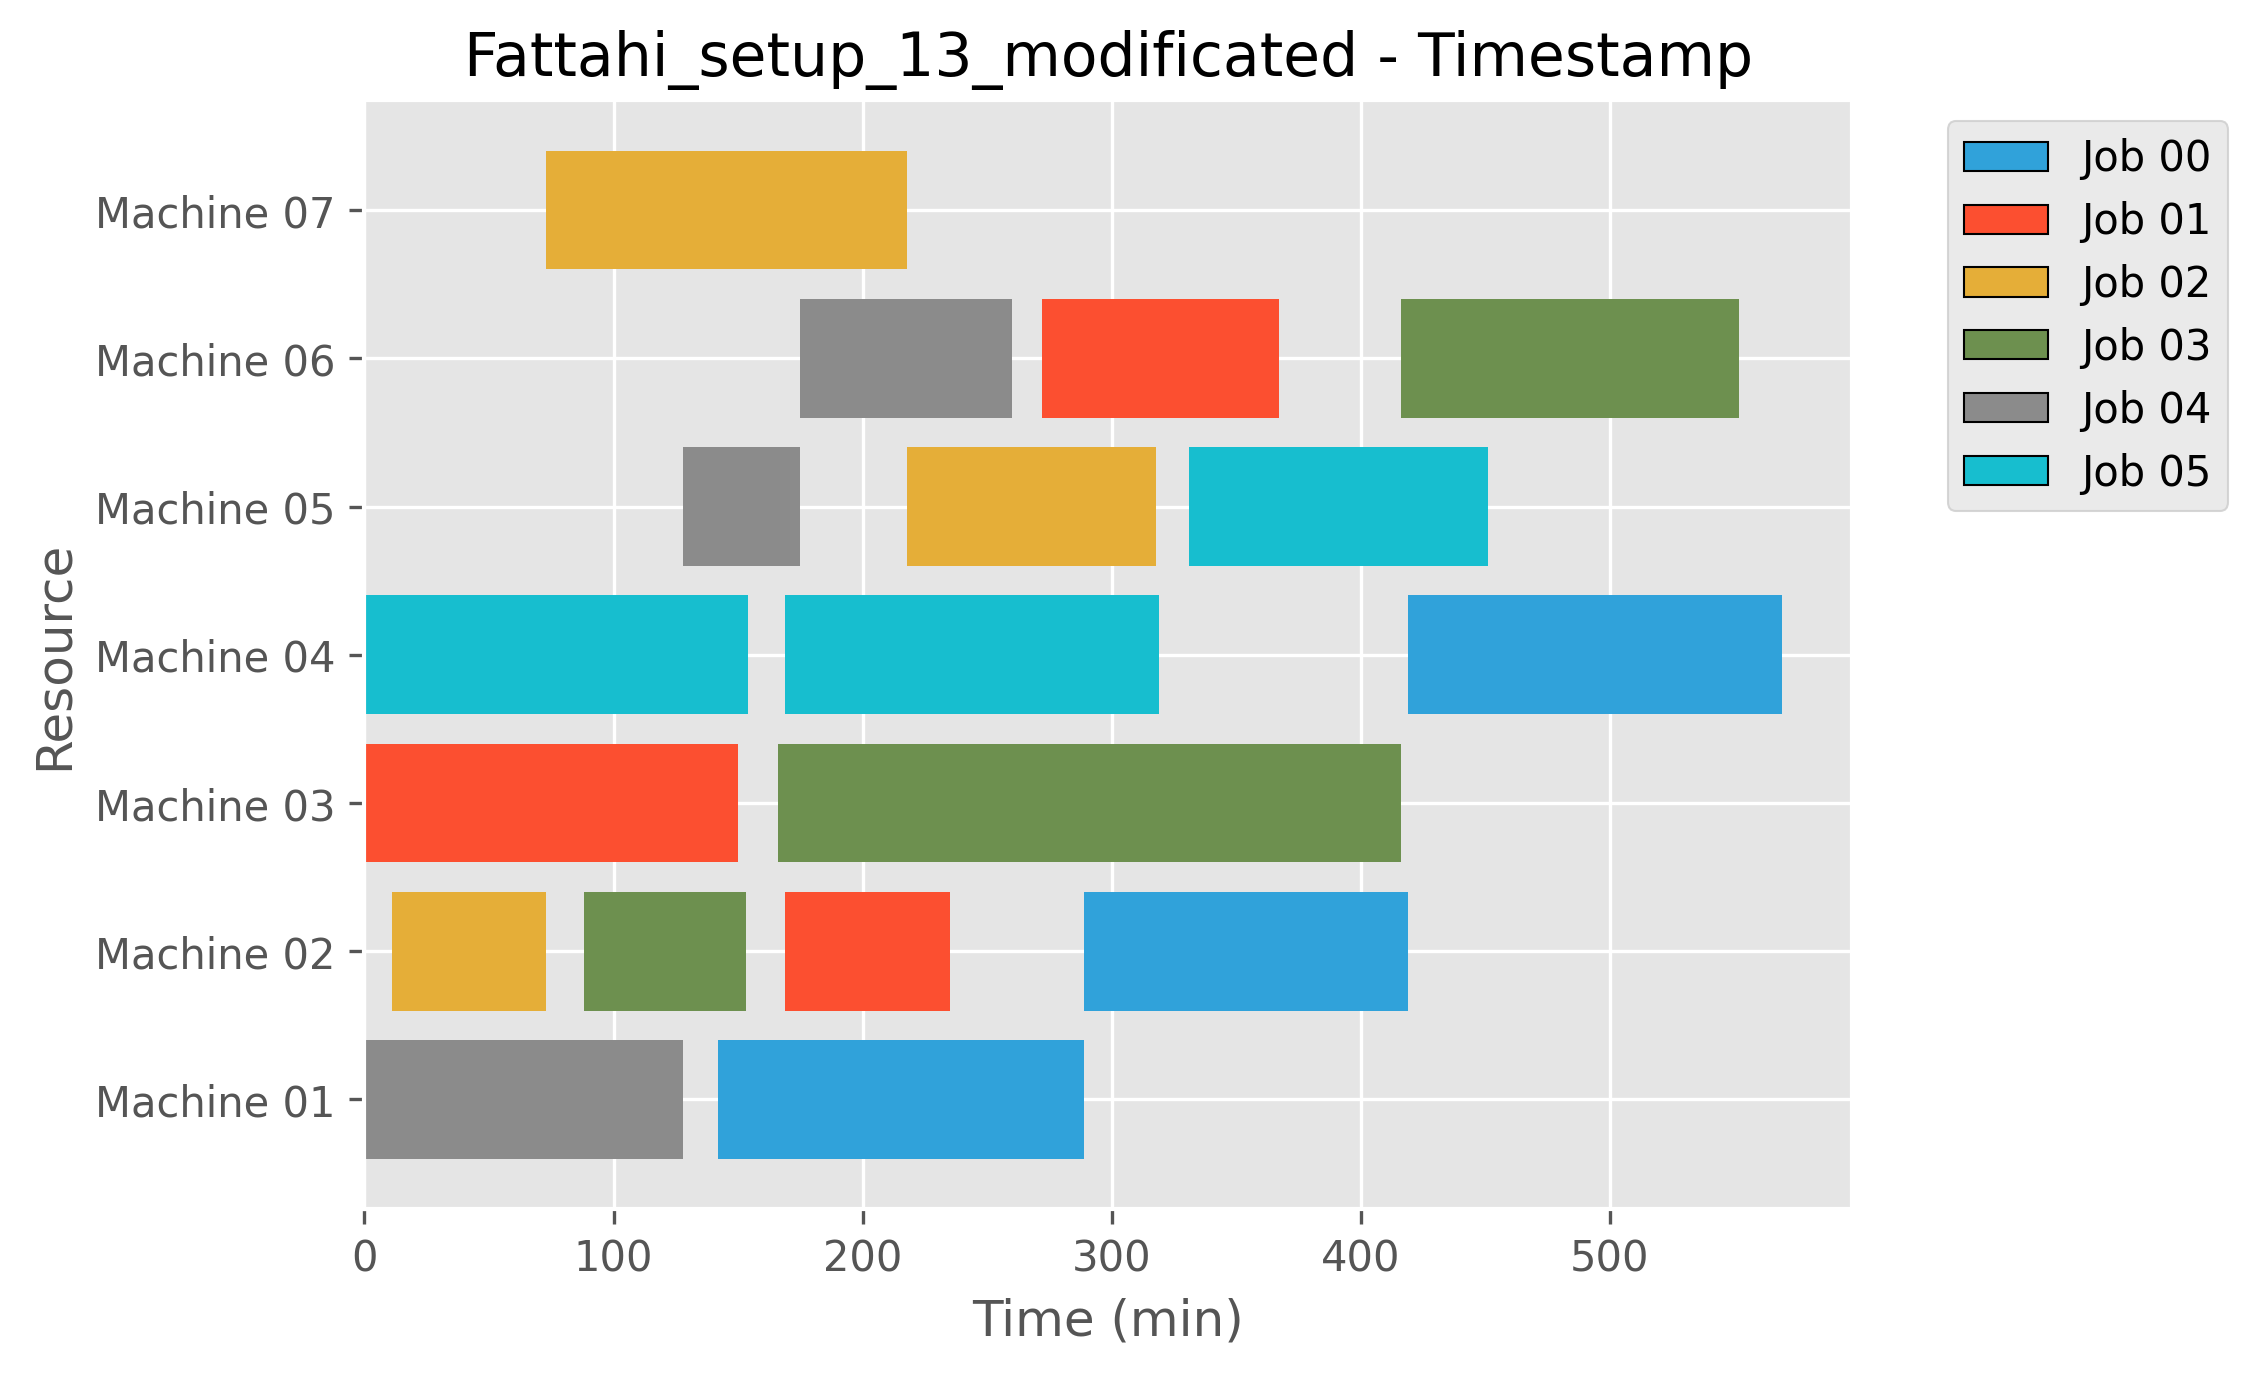 Fattahi_setup_13_modificated - Timestamp
Machine 07
Machine 06
Machine 05
Machine 04
Machine 03
Machine 02
Machine 01
Resource
0 100 200 300 400 500
Time (min)
Job 00
Job 01
Job 02
Job 03
Job 04
Job 05